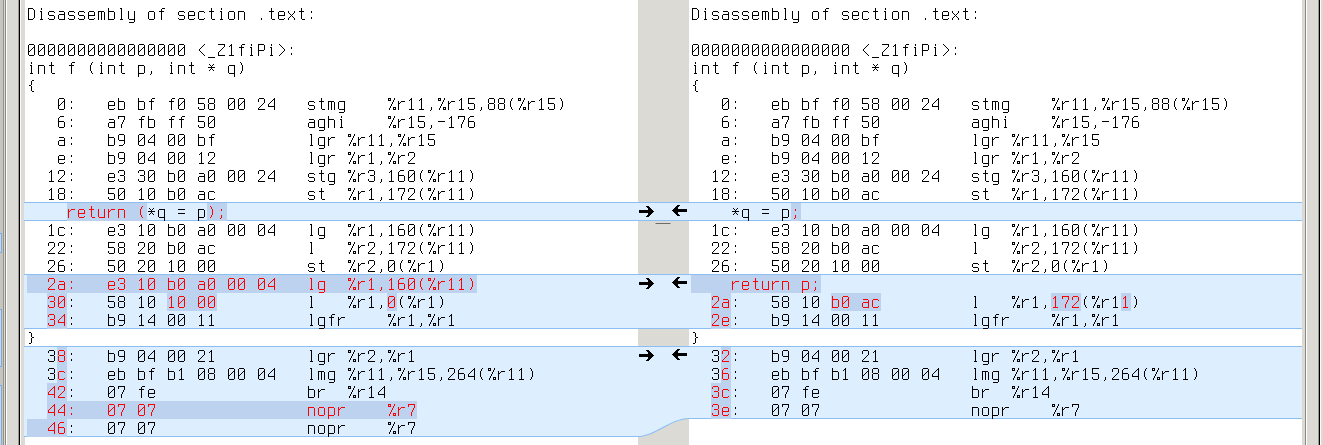 Disassembly of section .text:
0000000000000000 <_Z1fiPi>:
int f (int p, int * q)
{
0: eb bf f0 58 00 24 stmg %r11,%r15,88(%r15)
6: a7 fb ff 50 aghi %r15,-176
a: b9 04 00 bf lgr %r11,%r15
e: b9 04 00 12 lgr %r1,%r2
12: e3 30 b0 a0 00 24 stg %r3,160(%r11)
18: 50 10 b0 ac st %r1,172(%r11)
return (*q = p);
1c: e3 10 b0 a0 00 04 lg %r1,160(%r11)
22: 58 20 b0 ac l %r2,172(%r11)
26: 50 20 10 00 st %r2,0(%r1)
2a: e3 10 b0 a0 00 04 lg %r1,160(%r11)
30: 58 10 10 00 l %r1,0(%r1)
34: b9 14 00 11 lgfr %r1,%r1
}
38: b9 04 00 21 lgr %r2,%r1
3c: eb bf b1 08 00 04 lmg %r11,%r15,264(%r11)
42: 07 fe br %r14
44: 07 07 nopr %r7
46: 07 07 nopr %r7
Disassembly of section .text:
0000000000000000 <_Z1fiPi>:
int f (int p, int * q)
{
0: eb bf f0 58 00 24 stmg %r11,%r15,88(%r15)
6: a7 fb ff 50 aghi %r15,-176
a: b9 04 00 bf lgr %r11,%r15
e: b9 04 00 12 lgr %r1,%r2
12: e3 30 b0 a0 00 24 stg %r3,160(%r11)
18: 50 10 b0 ac st %r1,172(%r11)
*q = p;
1c: e3 10 b0 a0 00 04 lg %r1,160(%r11)
22: 58 20 b0 ac l %r2,172(%r11)
26: 50 20 10 00 st %r2,0(%r1)
return p;
2a: 58 10 b0 ac l %r1,172(%r11)
2e: b9 14 00 11 lgfr %r1,%r1
}
32: b9 04 00 21 lgr %r2,%r1
36: eb bf b1 08 00 04 lmg %r11,%r15,264(%r11)
3c: 07 fe br %r14
3e: 07 07 nopr %r7